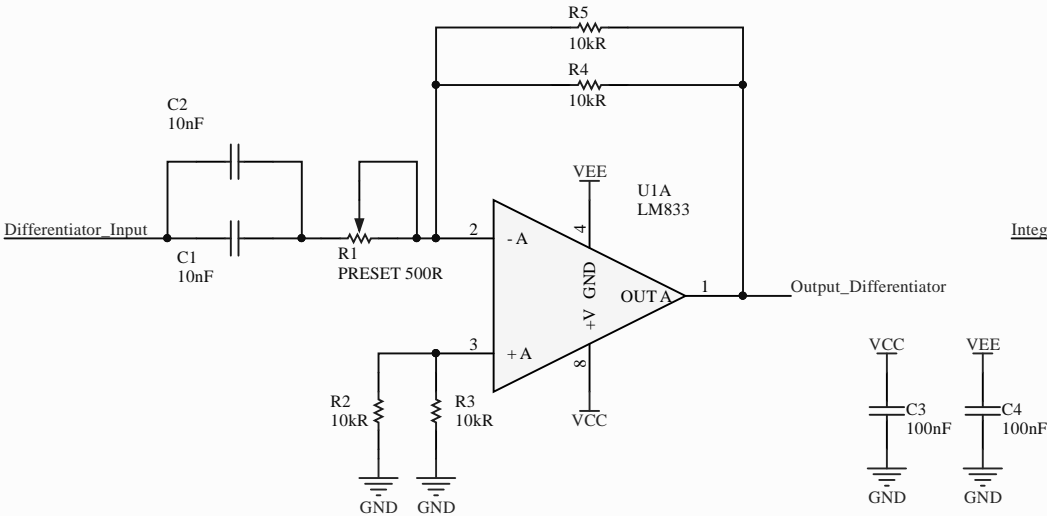 R5
10kR
R4
10kR
C2
10nF
VEE
U1A
LM833
Differentiator_Input
C1
10nF
R1
PRESET 500R
2
- A
4
GND
+V
OUT A
1
Output_Differentiator
Integ
3
+ A
8
VCC
R2
10kR
R3
10kR
GND
GND
VCC
VEE
C3
100nF
C4
100nF
GND
GND